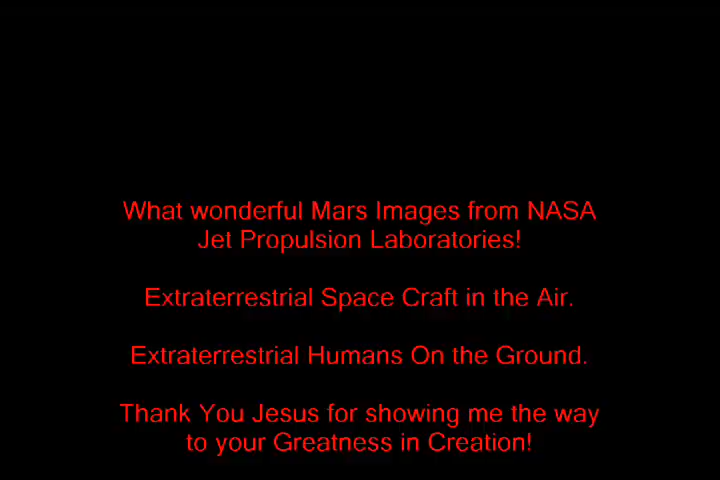 What wonderful Mars Images from NASA
Jet Propulsion Laboratories!
Extraterrestrial Space Craft in the Air.
Extraterrestrial Humans On the Ground.
Thank You Jesus for showing me the way
to your Greatness in Creation!